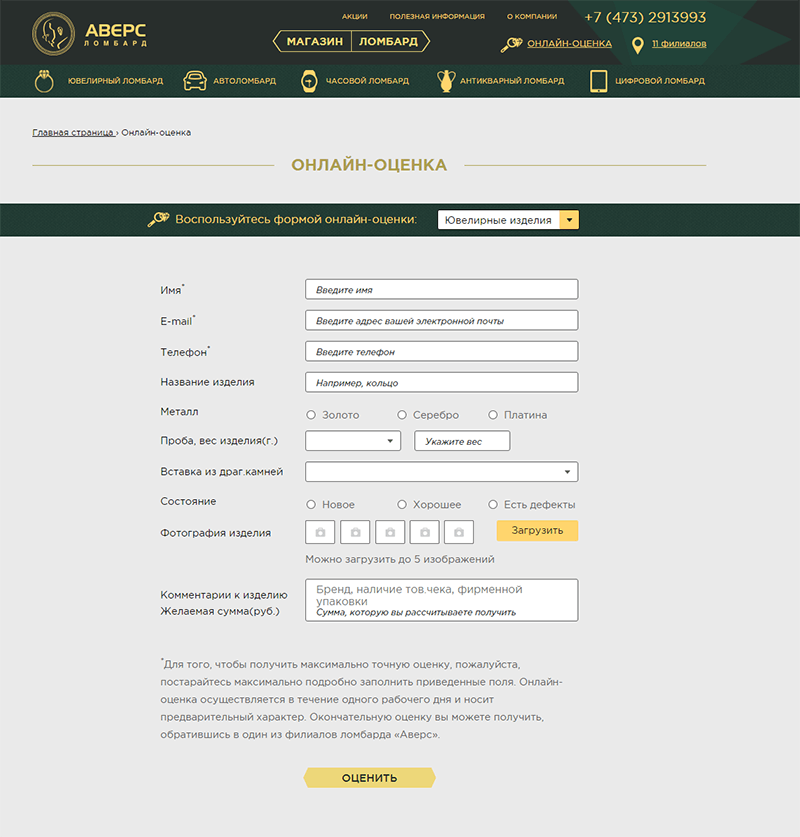 АКЦИИ ПОЛЕЗНАЯ ИНФОРМАЦИЯ О КОМПАНИИ +7 (473) 2913993
АВЕРС
ЛОМБАРД
МАГАЗИН ЛОМБАРД
ОНЛАЙН-ОЦЕНКА 11 филиалов
ЮВЕЛИРНЫЙ ЛОМБАРД АВТОЛОМБАРД ЧАСОВОЙ ЛОМБАРД АНТИКВАРНЫЙ ЛОМБАРД ЦИФРОВОЙ ЛОМБАРД
Главная страница › Онлайн-оценка
ОНЛАЙН-ОЦЕНКА
Воспользуйтесь формой онлайн-оценки: Ювелирные изделия
Имя* Введите имя
E-mail* Введите адрес вашей электронной почты
Телефон* Введите телефон
Название изделия Например, кольцо
Металл Золото Серебро Платина
Проба, вес изделия(г.) Укажите вес
Вставка из драг.камней
Состояние Новое Хорошее Есть дефекты
Фотография изделия Загрузить
Можно загрузить до 5 изображений
Комментарии к изделию Бренд, наличие тов.чека, фирменной
упаковки
Желаемая сумма(руб.) Сумма, которую вы рассчитываете получить
*Для того, чтобы получить максимально точную оценку, пожалуйста,
постарайтесь максимально подробно заполнить приведенные поля. Онлайн-
оценка осуществляется в течение одного рабочего дня и носит
предварительный характер. Окончательную оценку вы можете получить,
обратившись в один из филиалов ломбарда «Аверс».
ОЦЕНИТЬ